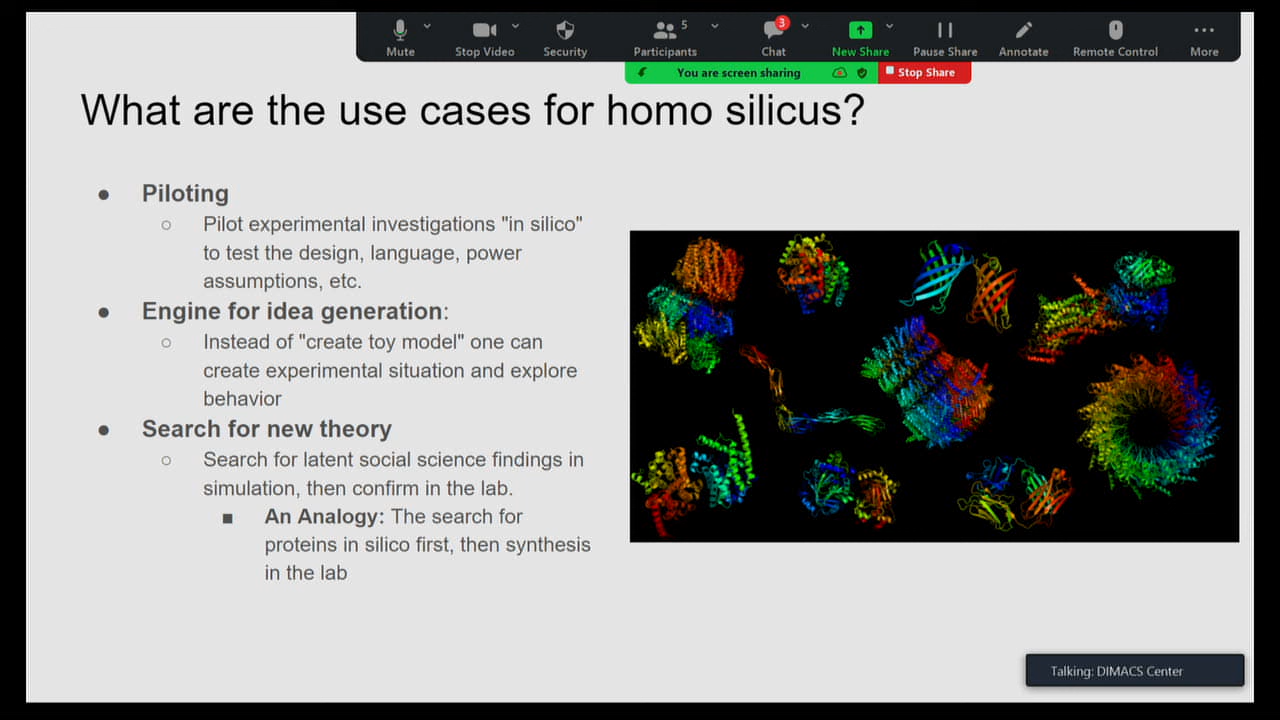 Mute
Stop Video
Security
5
Participants
3
Chat
New Share
Pause Share
Annotate
Remote Control
More
You are screen sharing
Stop Share
What are the use cases for homo silicus?
● Piloting
○ Pilot experimental investigations "in silico"
to test the design, language, power
assumptions, etc.
● Engine for idea generation:
○ Instead of "create toy model" one can
create experimental situation and explore
behavior
● Search for new theory
○ Search for latent social science findings in
simulation, then confirm in the lab.
■ An Analogy: The search for
proteins in silico first, then synthesis
in the lab
Talking: DIMACS Center